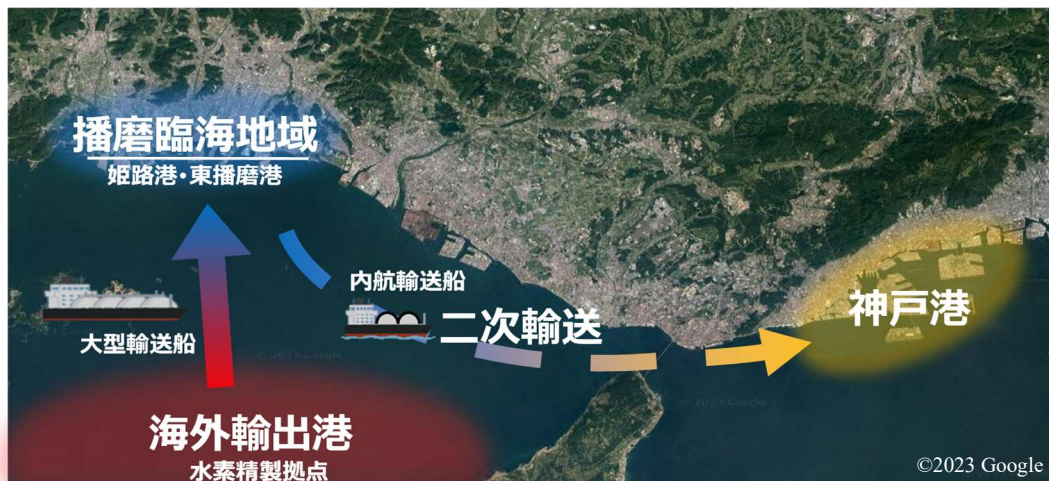 播磨臨海地域
姫路港・東播磨港
内航輸送船
二次輸送
大型輸送船
神戸港
海外輸出港
水素精製拠点
©2023 Google